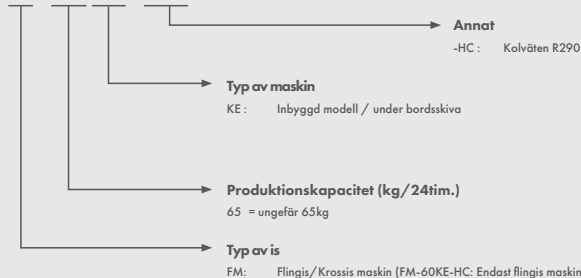 Annat
-HC : Kolväten R290
Typ av maskin
KE : Inbyggd modell / under bordsskiva
Produktionskapacitet (kg/24tim.)
65 = ungefär 65kg
Typ av is
FM: Flingis/Krossis maskin (FM-60KE-HC: Endast flingis maskin